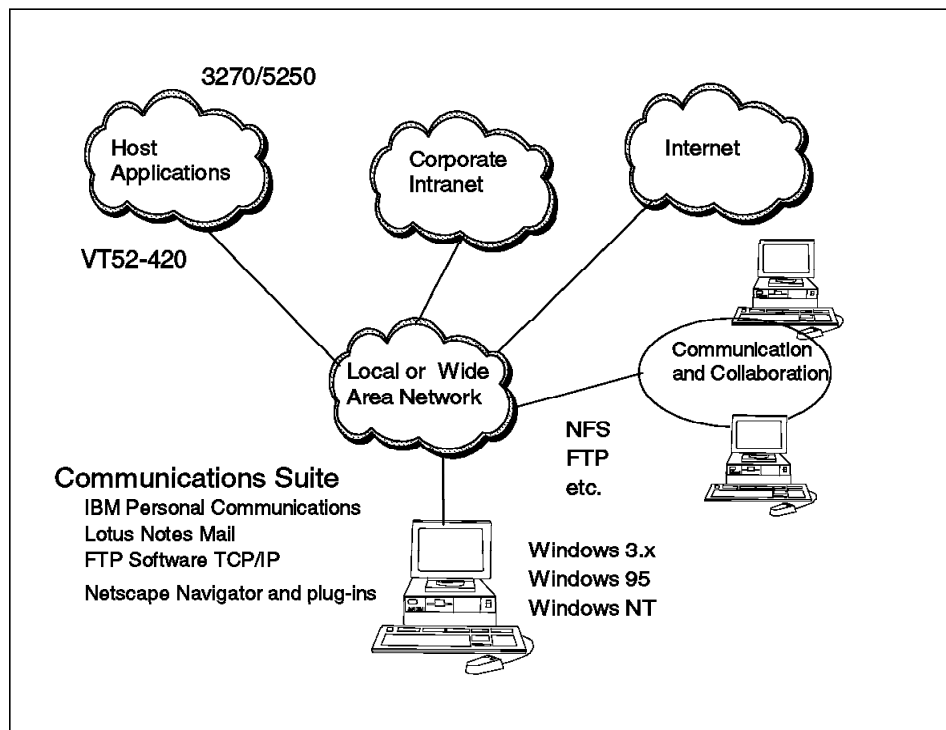 3270/5250
Host
Applications
Corporate
Intranet
Internet
VT52-420
Local or Wide
Area Network
Communication
and Collaboration
NFS
FTP
etc.
Communications Suite
IBM Personal Communications
Lotus Notes Mail
FTP Software TCP/IP
Netscape Navigator and plug-ins
Windows 3.x
Windows 95
Windows NT